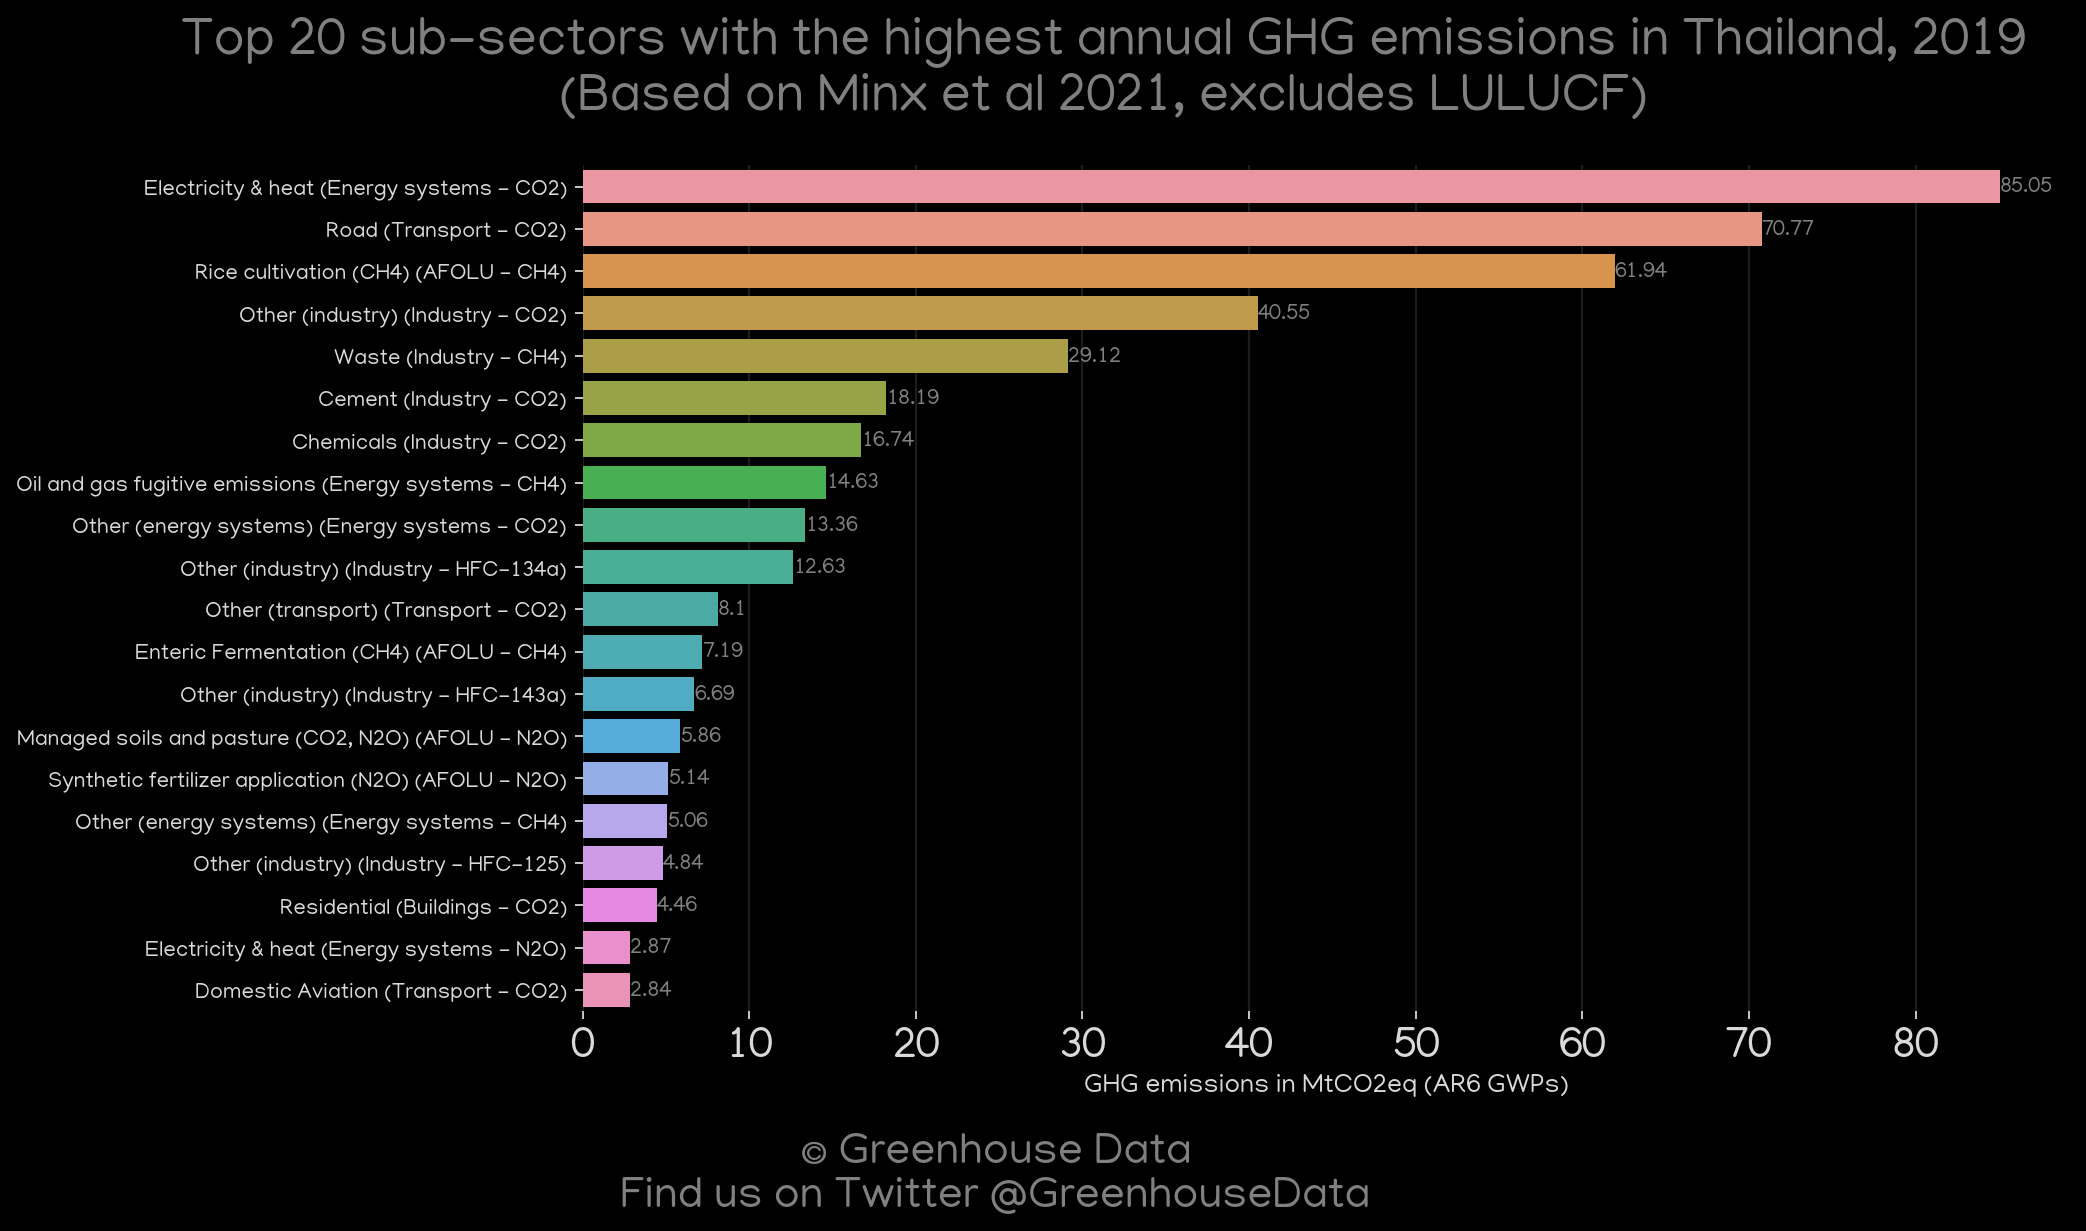 Top 20 sub-sectors with the highest annual GHG emissions in Thailand, 2019
(Based on Minx et al 2021, excludes LULUCF)
Electricity & heat (Energy systems - CO2) 85.05
Road (Transport - CO2) 70.77
Rice cultivation (CH4) (AFOLU - CH4) 61.94
Other (industry) (Industry - CO2) 40.55
Waste (Industry - CH4) 29.12
Cement (Industry - CO2) 18.19
Chemicals (Industry - CO2) 16.74
Oil and gas fugitive emissions (Energy systems - CH4) 14.63
Other (energy systems) (Energy systems - CO2) 13.36
Other (industry) (Industry - HFC-134a) 12.63
Other (transport) (Transport - CO2) 8.1
Enteric Fermentation (CH4) (AFOLU - CH4) 7.19
Other (industry) (Industry - HFC-143a) 6.69
Managed soils and pasture (CO2, N2O) (AFOLU - N2O) 5.86
Synthetic fertilizer application (N2O) (AFOLU - N2O) 5.14
Other (energy systems) (Energy systems - CH4) 5.06
Other (industry) (Industry - HFC-125) 4.84
Residential (Buildings - CO2) 4.46
Electricity & heat (Energy systems - N2O) 2.87
Domestic Aviation (Transport - CO2) 2.84
0 10 20 30 40 50 60 70 80
GHG emissions in MtCO2eq (AR6 GWPs)
© Greenhouse Data
Find us on Twitter @GreenhouseData